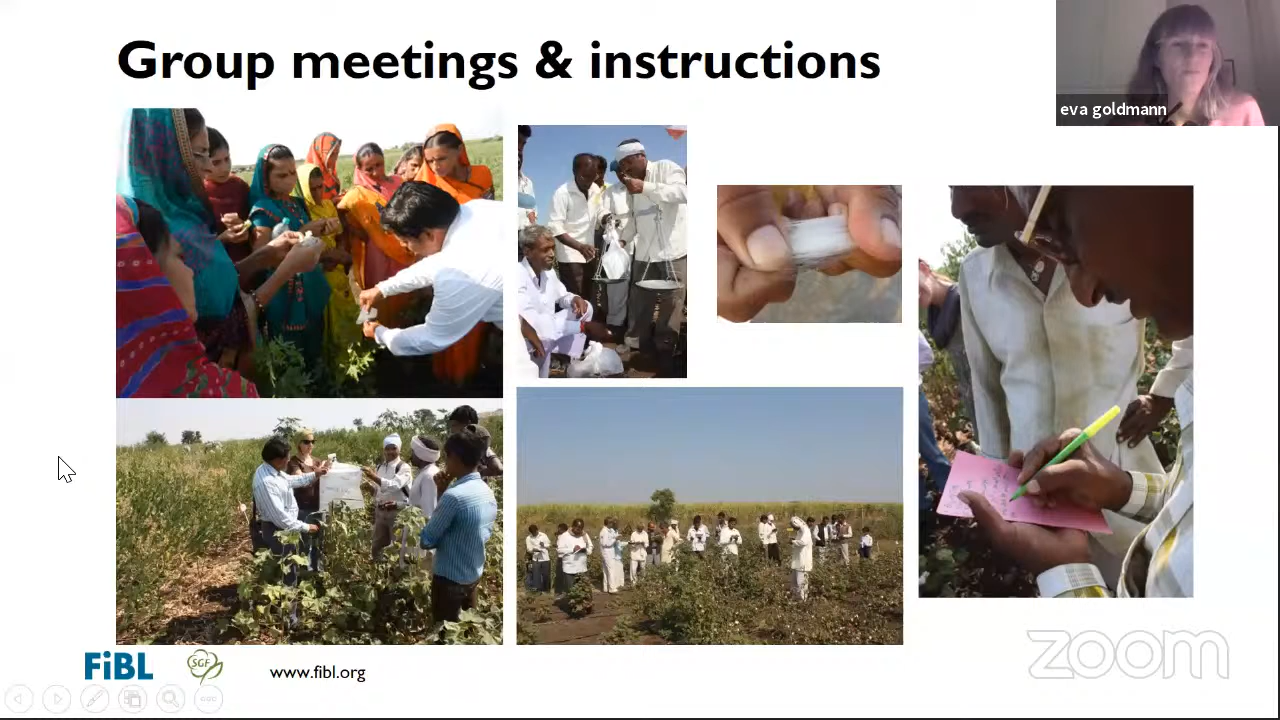 Group meetings & instructions
eva goldmann
FiBL
SGF
www.fibl.org
zoom